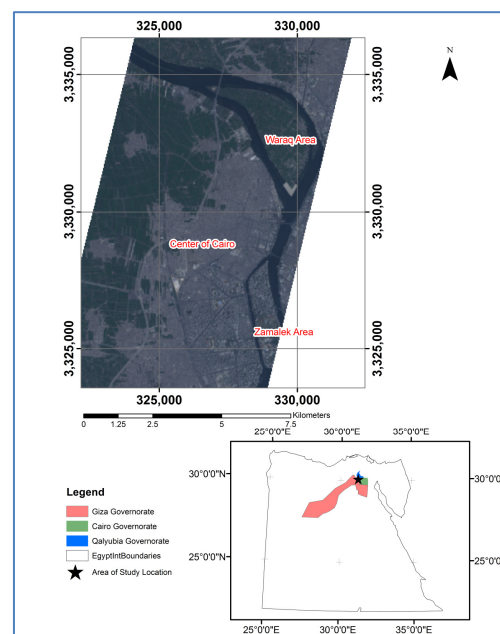 325,000 330,000
N
3,335,000 3,335,000
Waraq Area
3,330,000 3,330,000
Center of Cairo
Zamalek Area
3,325,000 3,325,000
325,000 330,000
Kilometers
0 1.25 2.5 5 7.5
25°0'0"E 30°0'0"E 35°0'0"E
30°0'0"N 30°0'0"N
Legend
Giza Governorate
Cairo Governorate
Qalyubia Governorate
EgyptIntBoundaries
Area of Study Location
25°0'0"N 25°0'0"N
25°0'0"E 30°0'0"E 35°0'0"E